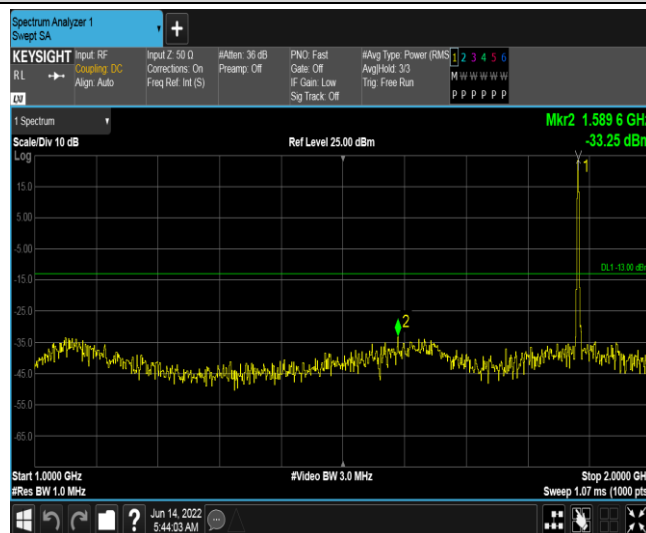 Spectrum Analyzer 1
Swept SA
KEYSIGHT Input: RF Input Z: 50 Ω #Atten: 36 dB PNO: Fast #Avg Type: Power (RMS 1 2 3 4 5 6
RL Coupling: DC Corrections: On Preamp: Off Gate: Off Avg|Hold: 3/3 M W W W W W
Align: Auto Freq Ref: Int (S) IF Gain: Low Trig: Free Run
Sig Track: Off P P P P P P
1 Spectrum Mkr2 1.589 6 GHz
Scale/Div 10 dB Ref Level 25.00 dBm -33.25 dBm
Log
1
15.0
5.00
-5.00
DL1 -13.00 dBm
-15.0
-25.0
2
-35.0
-45.0
-55.0
-65.0
Start 1.0000 GHz #Video BW 3.0 MHz Stop 2.0000 GHz
#Res BW 1.0 MHz Sweep 1.07 ms (1000 pts
? Jun 14, 2022
5:44:03 AM